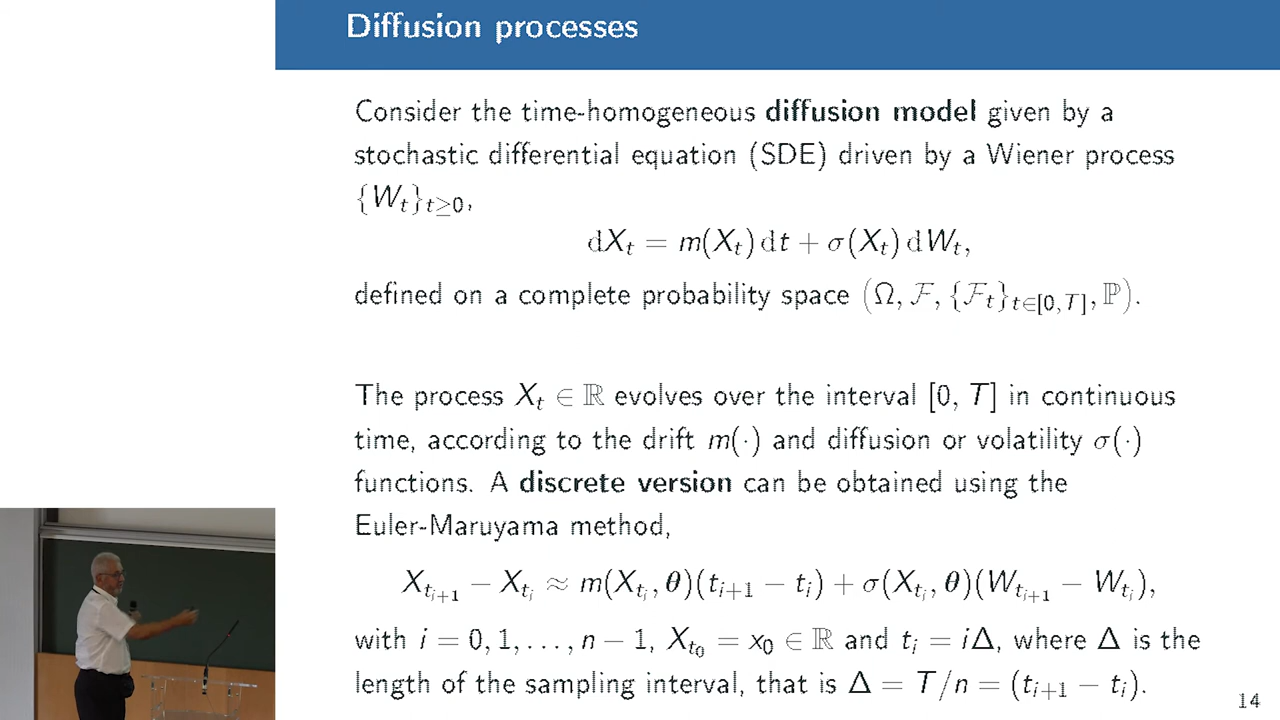 Diffusion processes
Consider the time-homogeneous diffusion model given by a
stochastic differential equation (SDE) driven by a Wiener process
{W_t}_{t≥0},
dX_t = m(X_t) dt + σ(X_t) dW_t,
defined on a complete probability space (Ω, ℱ, {ℱ_t}_{t∈[0,T]}, ℙ).
The process X_t ∈ ℝ evolves over the interval [0, T] in continuous
time, according to the drift m(·) and diffusion or volatility σ(·)
functions. A discrete version can be obtained using the
Euler-Maruyama method,
X_{t_{i+1}} − X_{t_i} ≈ m(X_{t_i}, θ)(t_{i+1} − t_i) + σ(X_{t_i}, θ)(W_{t_{i+1}} − W_{t_i}),
with i = 0, 1, . . . , n − 1, X_{t_0} = x_0 ∈ ℝ and t_i = iΔ, where Δ is the
length of the sampling interval, that is Δ = T/n = (t_{i+1} − t_i).
14